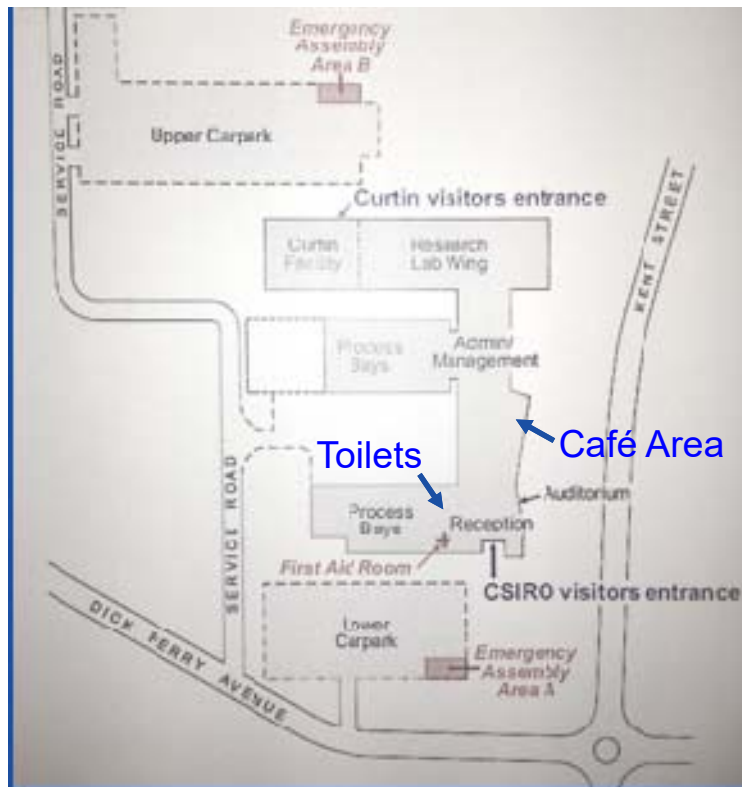 Emergency
Assembly
Area B
SERVICE ROAD
Upper Carpark
Curtin visitors entrance
Curtin
Facility
Research
Lab Wing
KENT STREET
Process
Bays
Admin/
Management
Toilets
Café Area
Auditorium
Process
Bays
Reception
First Aid Room
CSIRO visitors entrance
SERVICE ROAD
DICK PERRY AVENUE
Lower
Carpark
Emergency
Assembly
Area A